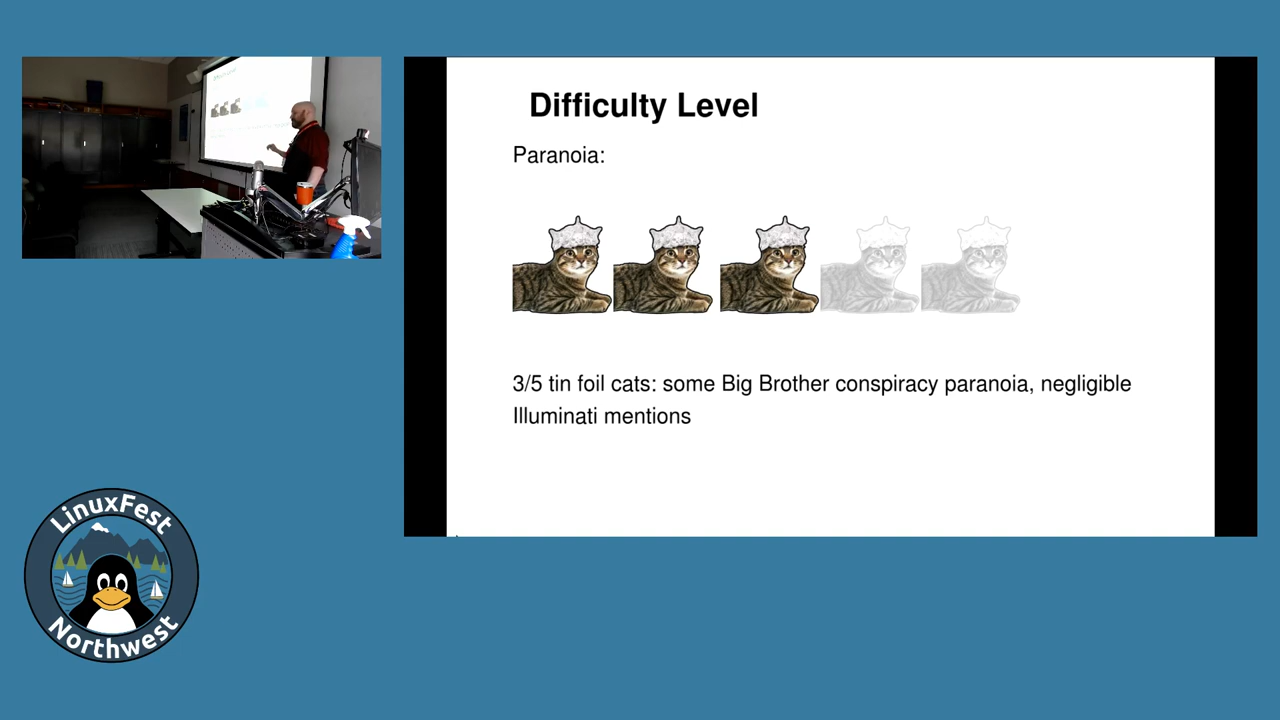 Difficulty Level
Paranoia:
3/5 tin foil cats: some Big Brother conspiracy paranoia, negligible
Illuminati mentions
LinuxFest
Northwest